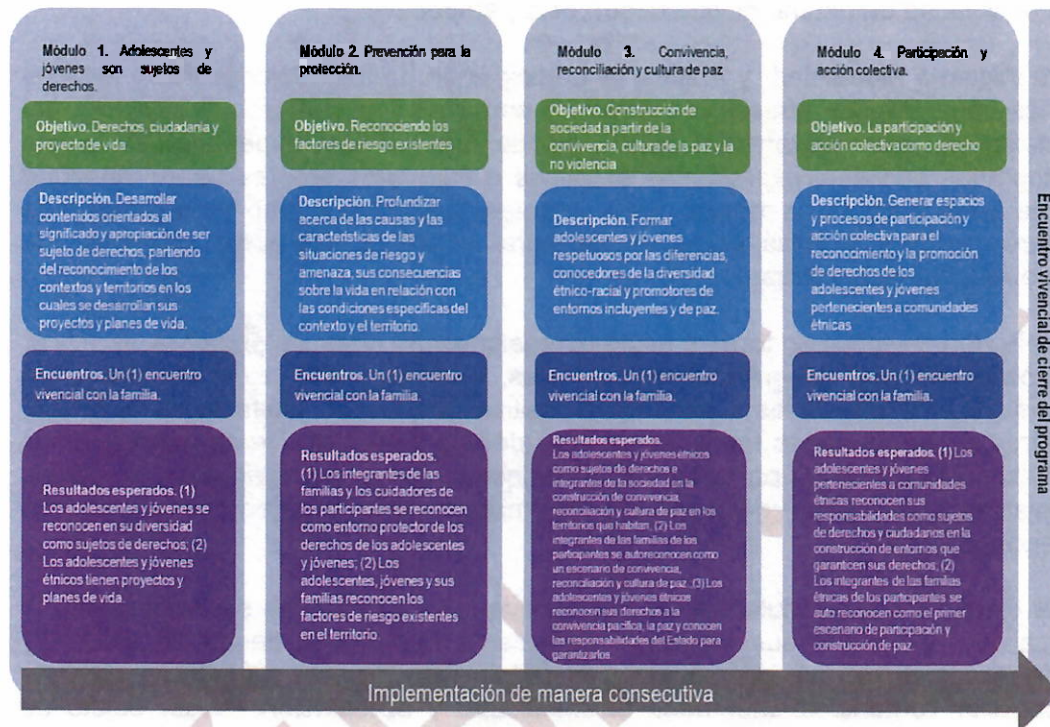 Módulo 1. Adolescentes y
jóvenes son sujetos de
derechos.
Objetivo. Derechos, ciudadanía y
proyecto de vida
Descripción. Desarrollar
contenidos orientados al
significado y apropiación de ser
sujeto de derechos, partiendo
del reconocimiento de los
contextos y territorios en los
cuales se desarrollan sus
proyectos y planes de vida.
Encuentros. Un (1) encuentro
vivencial con la familia.
Resultados esperados. (1)
Los adolescentes y jóvenes se
reconocen en su diversidad
como sujetos de derechos; (2)
Los adolescentes y jóvenes
étnicos tienen proyectos y
planes de vida.
Módulo 2. Prevención para la
protección.
Objetivo. Reconociendo los
factores de riesgo existentes
Descripción. Profundizar
acerca de las causas y las
características de las
situaciones de riesgo y
amenaza, sus consecuencias
sobre la vida en relación con
las condiciones específicas del
contexto y el territorio.
Encuentros. Un (1) encuentro
vivencial con la familia.
Resultados esperados.
(1) Los integrantes de las
familias y los cuidadores de
los participantes se reconocen
como entorno protector de los
derechos de los adolescentes
y jóvenes; (2) Los
adolescentes, jóvenes y sus
familias reconocen los
factores de riesgo existentes
en el territorio.
Módulo 3. Convivencia,
reconciliación y cultura de paz
Objetivo. Construcción de
sociedad a partir de la
convivencia, cultura de la paz y la
no violencia
Descripción. Formar
adolescentes y jóvenes
respetuosos por las diferencias,
conocedores de la diversidad
étnico-racial y promotores de
entornos incluyentes y de paz.
Encuentros. Un (1) encuentro
vivencial con la familia.
Resultados esperados.
Los adolescentes y jóvenes étnicos
como sujetos de derechos e
integrantes de la sociedad en la
construcción de convivencia,
reconciliación y cultura de paz en los
territorios que habitan; (2) Los
integrantes de las familias de los
participantes se autoreconocen como
un escenario de convivencia,
reconciliación y cultura de paz. (3) Los
adolescentes y jóvenes étnicos
reconocen sus derechos a la
convivencia pacífica, la paz y conocen
las responsabilidades del Estado para
garantizarlos.
Módulo 4. Participación y
acción colectiva.
Objetivo. La participación y
acción colectiva como derecho
Descripción. Generar espacios
y procesos de participación y
acción colectiva para el
reconocimiento y la promoción
de derechos de los
adolescentes y jóvenes
pertenecientes a comunidades
étnicas
Encuentros. Un (1) encuentro
vivencial con la familia.
Resultados esperados. (1) Los
adolescentes y jóvenes
pertenecientes a comunidades
étnicas reconocen sus
responsabilidades como sujetos
de derechos y ciudadanos en la
construcción de entornos que
garanticen sus derechos; (2)
Los integrantes de las familias
étnicas de los participantes se
auto reconocen como el primer
escenario de participación y
construcción de paz.
Encuentro vivencial de cierre del programa
Implementación de manera consecutiva